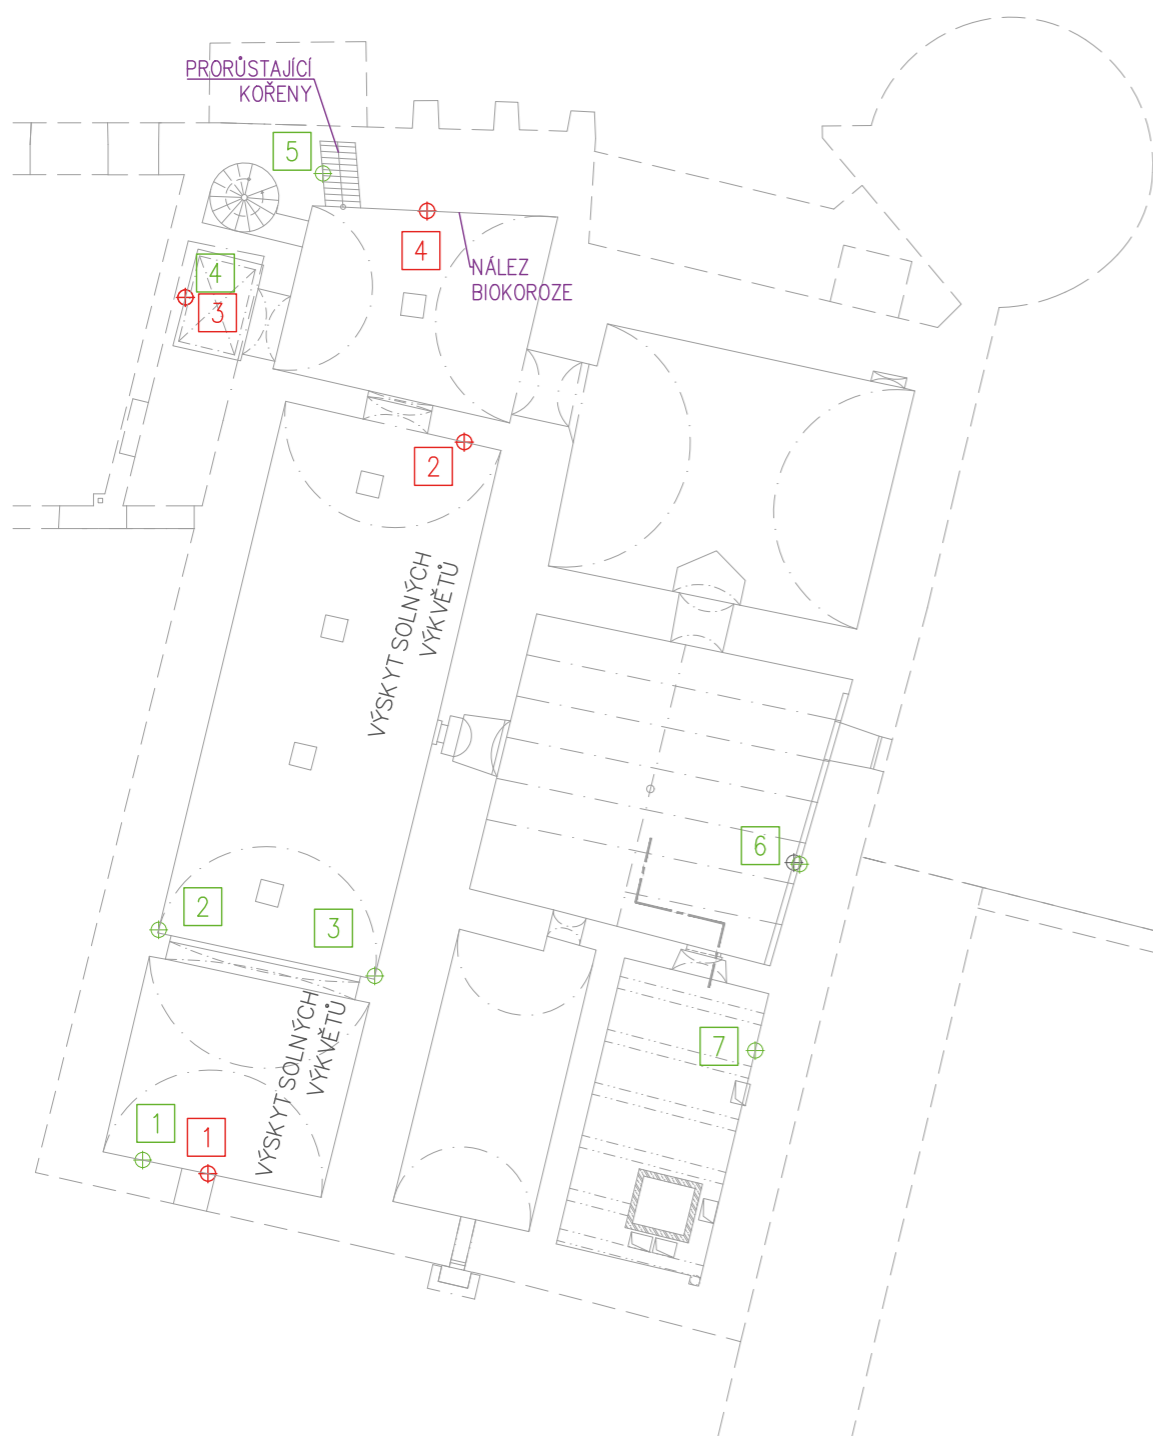 PRORŮSTAJÍCÍ
KOŘENY
5
4
4
3
NÁLEZ
BIOKOROZE
2
VÝSKYT SOLNÝCH
VÝKVĚTŮ
6
2
3
VÝSKYT SOLNÝCH
VÝKVĚTŮ
7
1
1